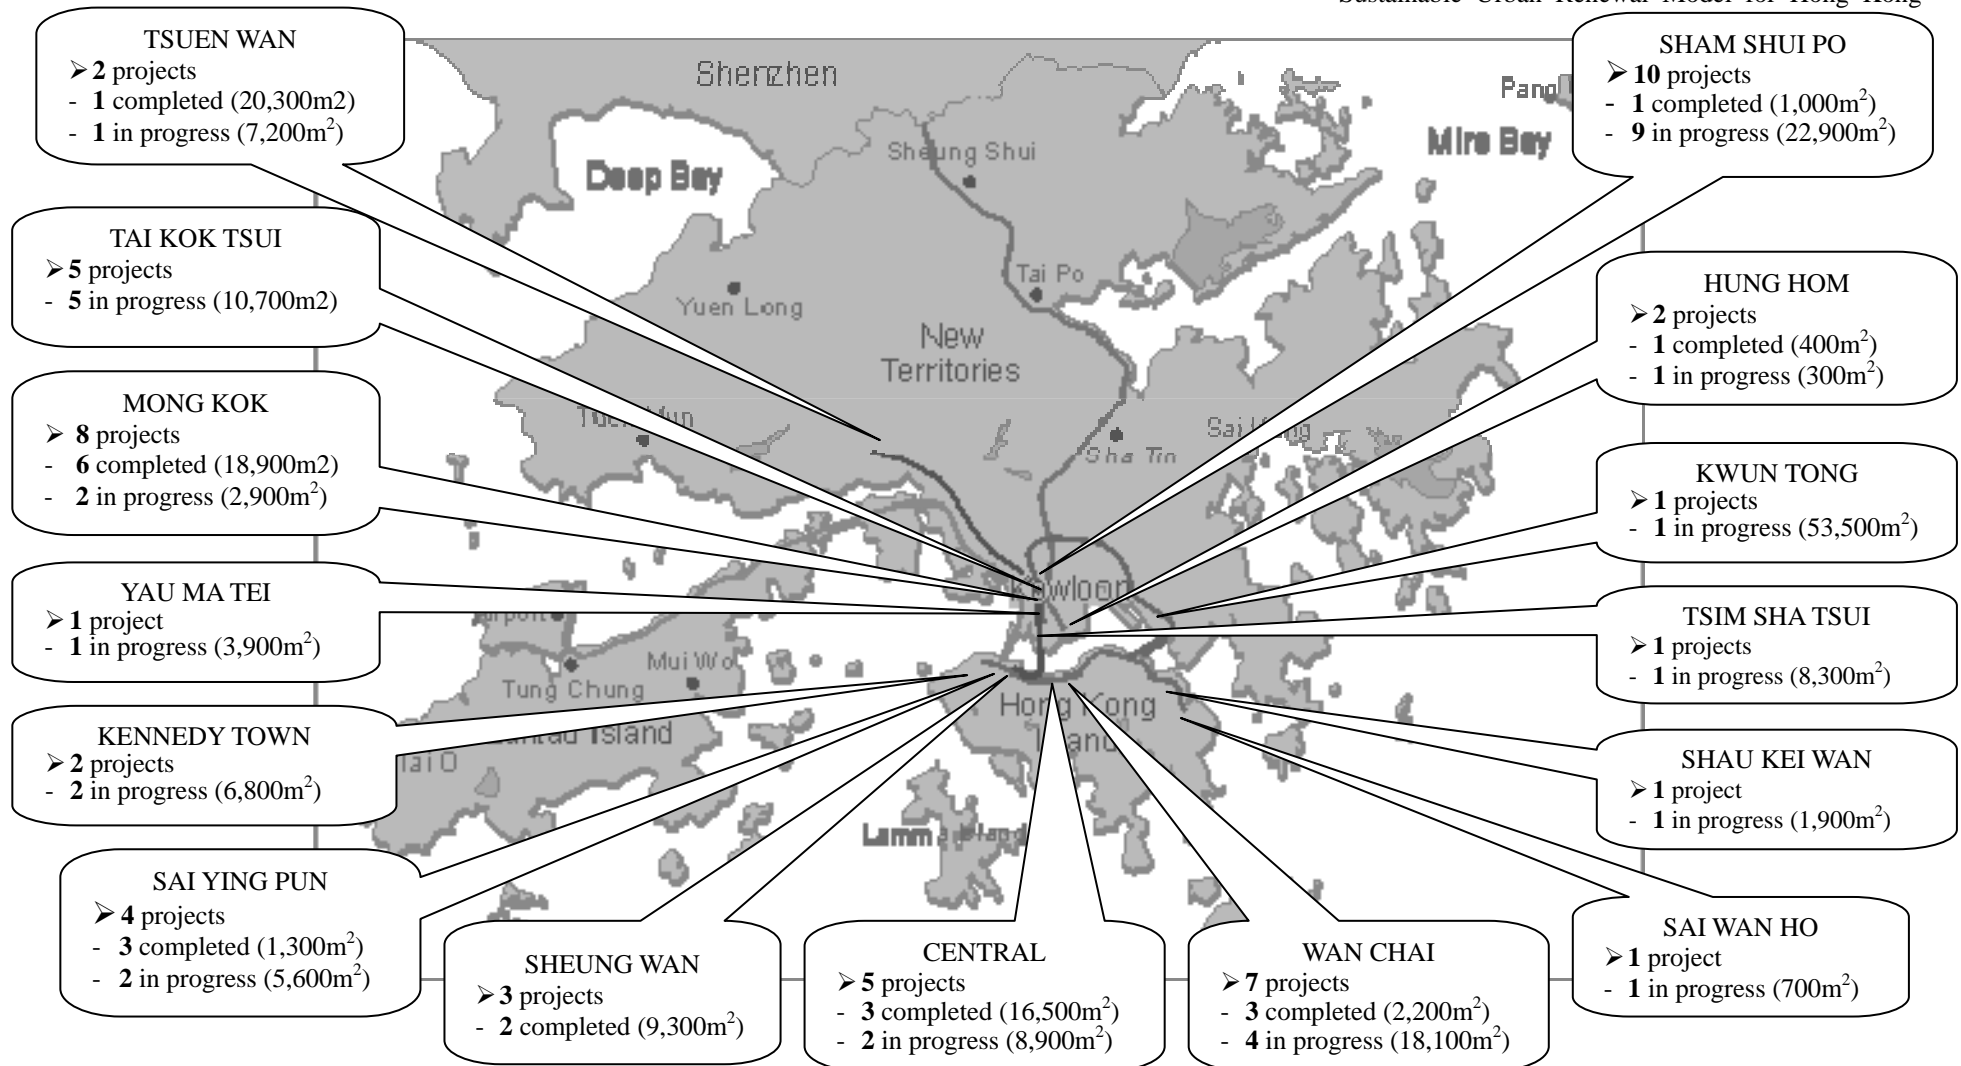 Sustainable Urban Renewal Model for Hong Kong
TSUEN WAN
➢ 2 projects
- 1 completed (20,300m2)
- 1 in progress (7,200m²)
TAI KOK TSUI
➢ 5 projects
- 5 in progress (10,700m2)
MONG KOK
➢ 8 projects
- 6 completed (18,900m2)
- 2 in progress (2,900m²)
YAU MA TEI
➢ 1 project
- 1 in progress (3,900m²)
KENNEDY TOWN
➢ 2 projects
- 2 in progress (6,800m²)
SAI YING PUN
➢ 4 projects
- 3 completed (1,300m²)
- 2 in progress (5,600m²)
SHEUNG WAN
➢ 3 projects
- 2 completed (9,300m²)
CENTRAL
➢ 5 projects
- 3 completed (16,500m²)
- 2 in progress (8,900m²)
WAN CHAI
➢ 7 projects
- 3 completed (2,200m²)
- 4 in progress (18,100m²)
SAI WAN HO
➢ 1 project
- 1 in progress (700m²)
SHAU KEI WAN
➢ 1 project
- 1 in progress (1,900m²)
TSIM SHA TSUI
➢ 1 projects
- 1 in progress (8,300m²)
KWUN TONG
➢ 1 projects
- 1 in progress (53,500m²)
HUNG HOM
➢ 2 projects
- 1 completed (400m²)
- 1 in progress (300m²)
SHAM SHUI PO
➢ 10 projects
- 1 completed (1,000m²)
- 9 in progress (22,900m²)
Shenzhen
Deep Bay
Sheung Shui
Mirs Bay
Yuen Long
Tai Po
New
Territories
Sha Tin
Kowloon
Mui Wo
Tung Chung
Island
Hong Kong